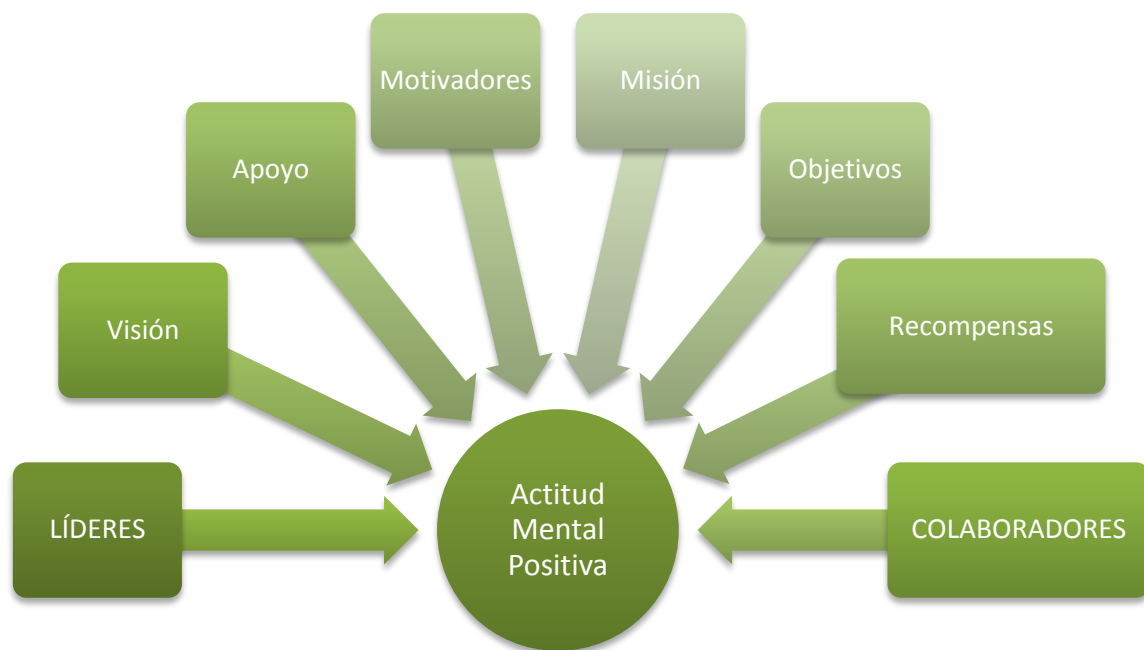 Motivadores
Misión
Apoyo
Objetivos
Visión
Recompensas
LÍDERES
Actitud
Mental
Positiva
COLABORADORES